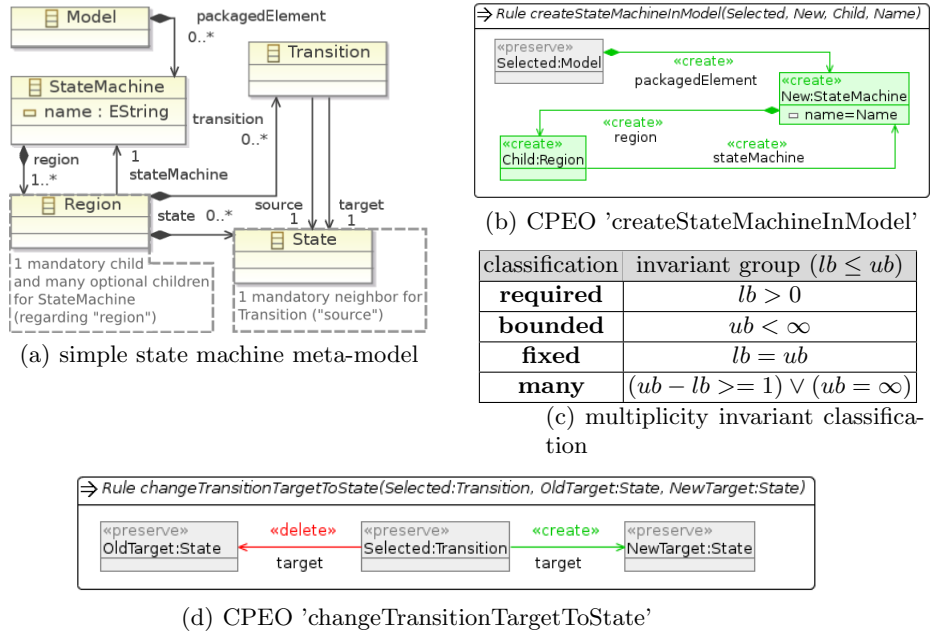 Model
packagedElement
0..*
Transition
StateMachine
name : EString
transition
0..*
region
1..*
1
stateMachine
Region
state 0..*
source
1
target
1
State
1 mandatory child
and many optional children
for StateMachine
(regarding "region")
1 mandatory neighbor for
Transition ("source")
(a) simple state machine meta-model
Rule createStateMachineInModel(Selected, New, Child, Name)
«preserve»
Selected:Model
«create»
packagedElement
«create»
New:StateMachine
name=Name
«create»
region
«create»
Child:Region
«create»
stateMachine
(b) CPEO 'createStateMachineInModel'
classification invariant group (lb ≤ ub)
required lb > 0
bounded ub < ∞
fixed lb = ub
many (ub − lb >= 1) ∨ (ub = ∞)
(c) multiplicity invariant classifica-
tion
Rule changeTransitionTargetToState(Selected:Transition, OldTarget:State, NewTarget:State)
«preserve»
OldTarget:State
«delete»
target
«preserve»
Selected:Transition
«create»
target
«preserve»
NewTarget:State
(d) CPEO 'changeTransitionTargetToState'